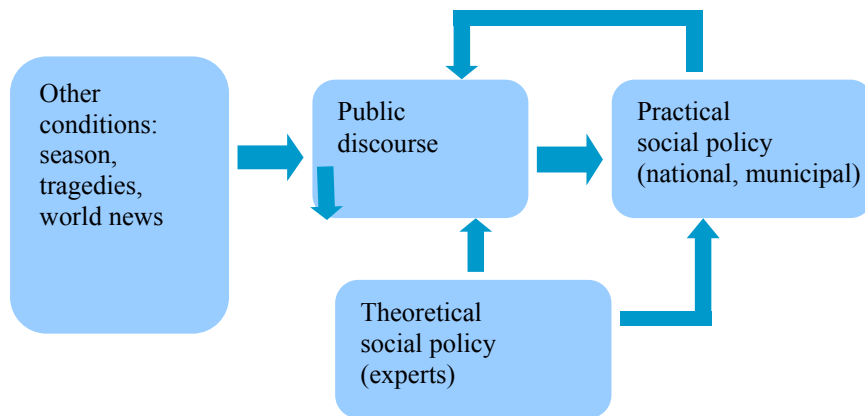 Other
conditions:
season,
tragedies,
world news
Public
discourse
Practical
social policy
(national, municipal)
Theoretical
social policy
(experts)